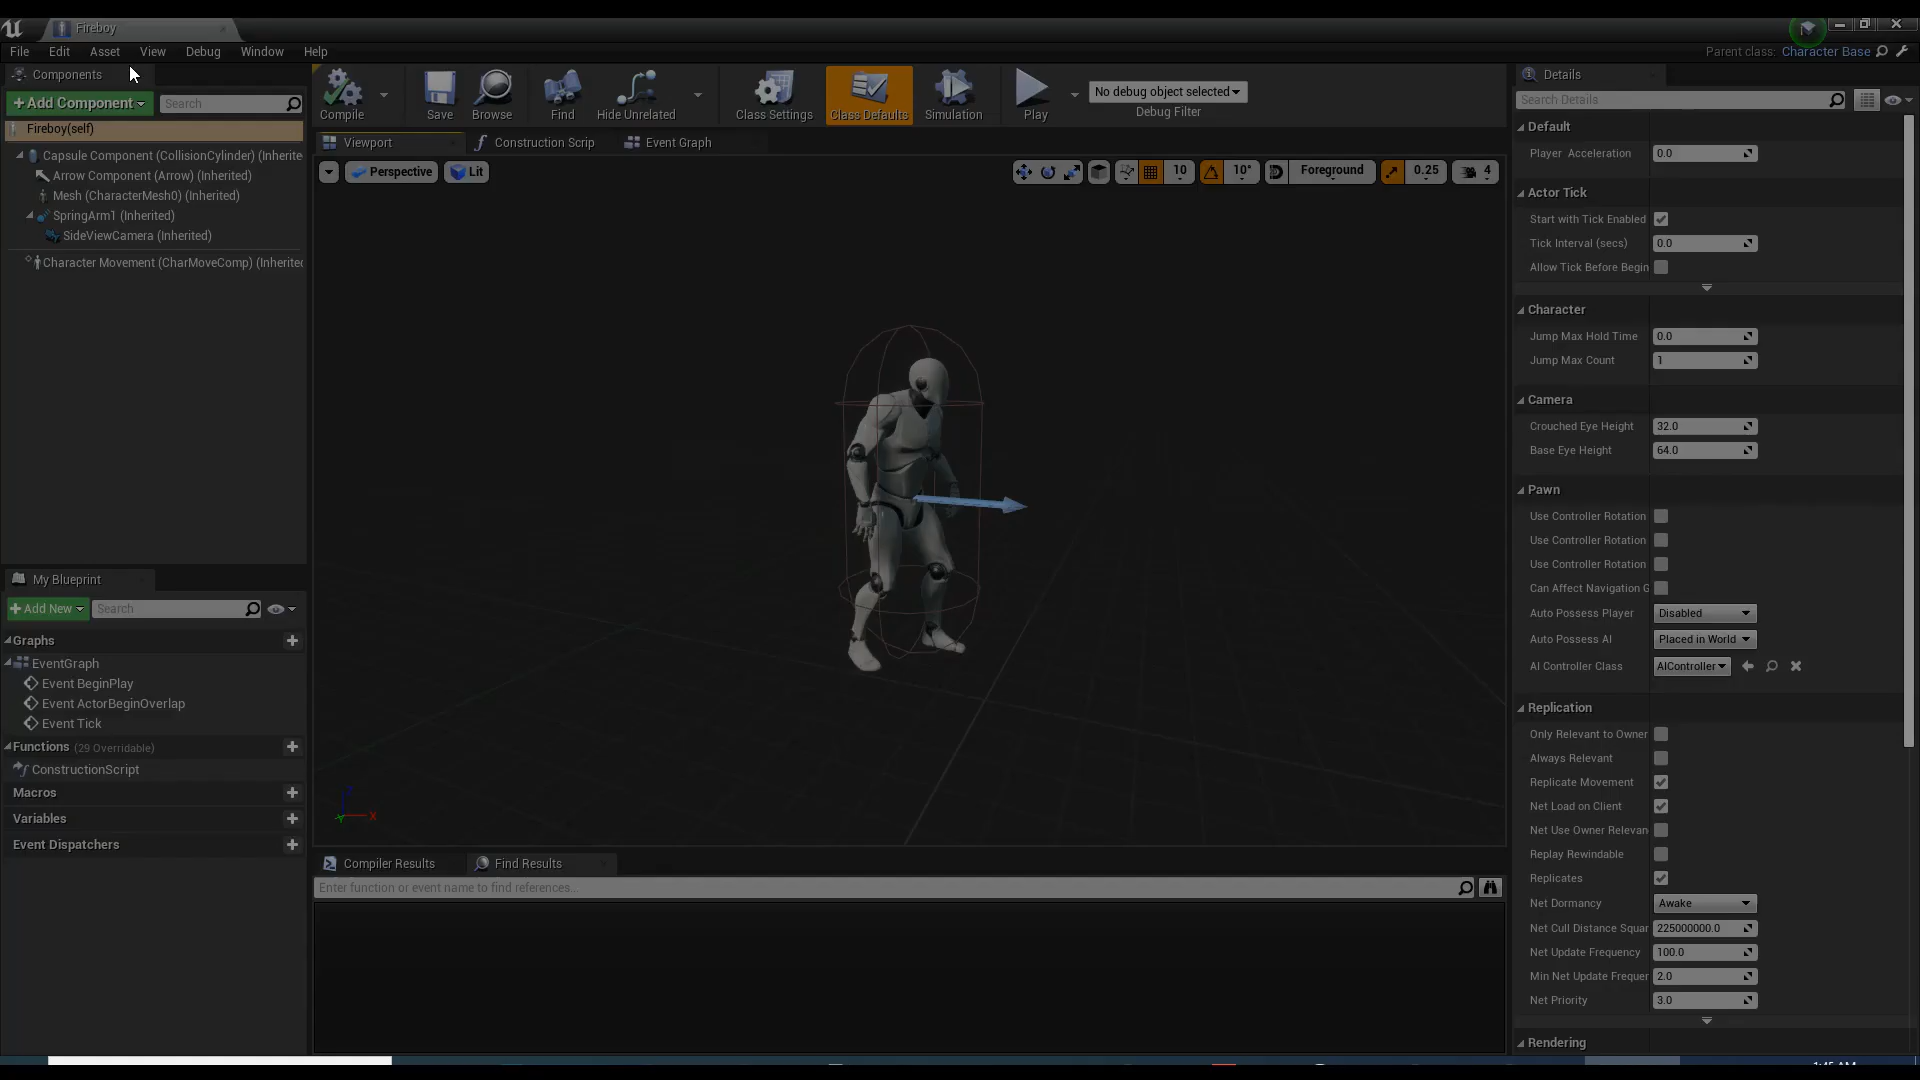 Fireboy
File Edit Asset View Debug Window Help
Parent class: Character Base
Components
Add Component
Search
Fireboy(self)
Capsule Component (CollisionCylinder) (Inherite
Arrow Component (Arrow) (Inherited)
Mesh (CharacterMesh0) (Inherited)
SpringArm1 (Inherited)
SideViewCamera (Inherited)
Character Movement (CharMoveComp) (Inherited
My Blueprint
Add New
Search
Graphs
EventGraph
Event BeginPlay
Event ActorBeginOverlap
Event Tick
Functions (29 Overridable)
ConstructionScript
Macros
Variables
Event Dispatchers
Compile
Save
Browse
Find
Hide Unrelated
Class Settings
Class Defaults
Simulation
Play
No debug object selected
Debug Filter
Viewport
Construction Scrip
Event Graph
Perspective
Lit
10
10°
Foreground
0.25
4
Z
X
Compiler Results
Find Results
Enter function or event name to find references...
Details
Search Details
Default
Player Acceleration 0.0
Actor Tick
Start with Tick Enabled
Tick Interval (secs) 0.0
Allow Tick Before Begin
Character
Jump Max Hold Time 0.0
Jump Max Count 1
Camera
Crouched Eye Height 32.0
Base Eye Height 64.0
Pawn
Use Controller Rotation
Use Controller Rotation
Use Controller Rotation
Can Affect Navigation G
Auto Possess Player Disabled
Auto Possess AI Placed in World
AI Controller Class AIController
Replication
Only Relevant to Owner
Always Relevant
Replicate Movement
Net Load on Client
Net Use Owner Relevan
Replay Rewindable
Replicates
Net Dormancy Awake
Net Cull Distance Squar 225000000.0
Net Update Frequency 100.0
Min Net Update Frequer 2.0
Net Priority 3.0
Rendering